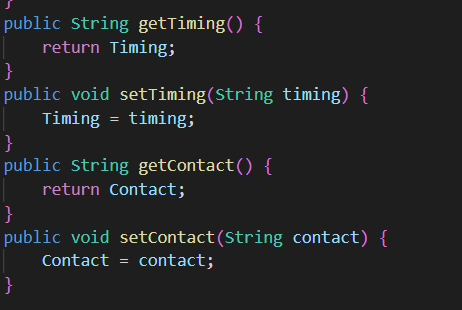 }
public String getTiming() {
return Timing;
}
public void setTiming(String timing) {
Timing = timing;
}
public String getContact() {
return Contact;
}
public void setContact(String contact) {
Contact = contact;
}